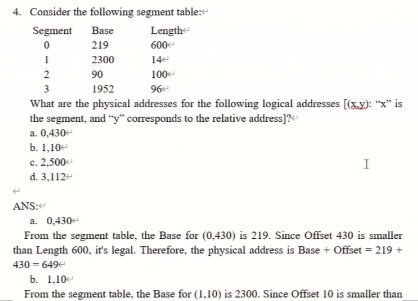 4. Consider the following segment table:
Segment Base Length
0 219 600
1 2300 14
2 90 100
3 1952 96
What are the physical addresses for the following logical addresses [(x,y): “x” is
the segment, and “y” corresponds to the relative address]?
a. 0,430
b. 1,10
c. 2,500
d. 3,112
ANS:
a. 0,430
From the segment table, the Base for (0,430) is 219. Since Offset 430 is smaller
than Length 600, it's legal. Therefore, the physical address is Base + Offset = 219 +
430 = 649
b. 1,10
From the segment table, the Base for (1,10) is 2300. Since Offset 10 is smaller than